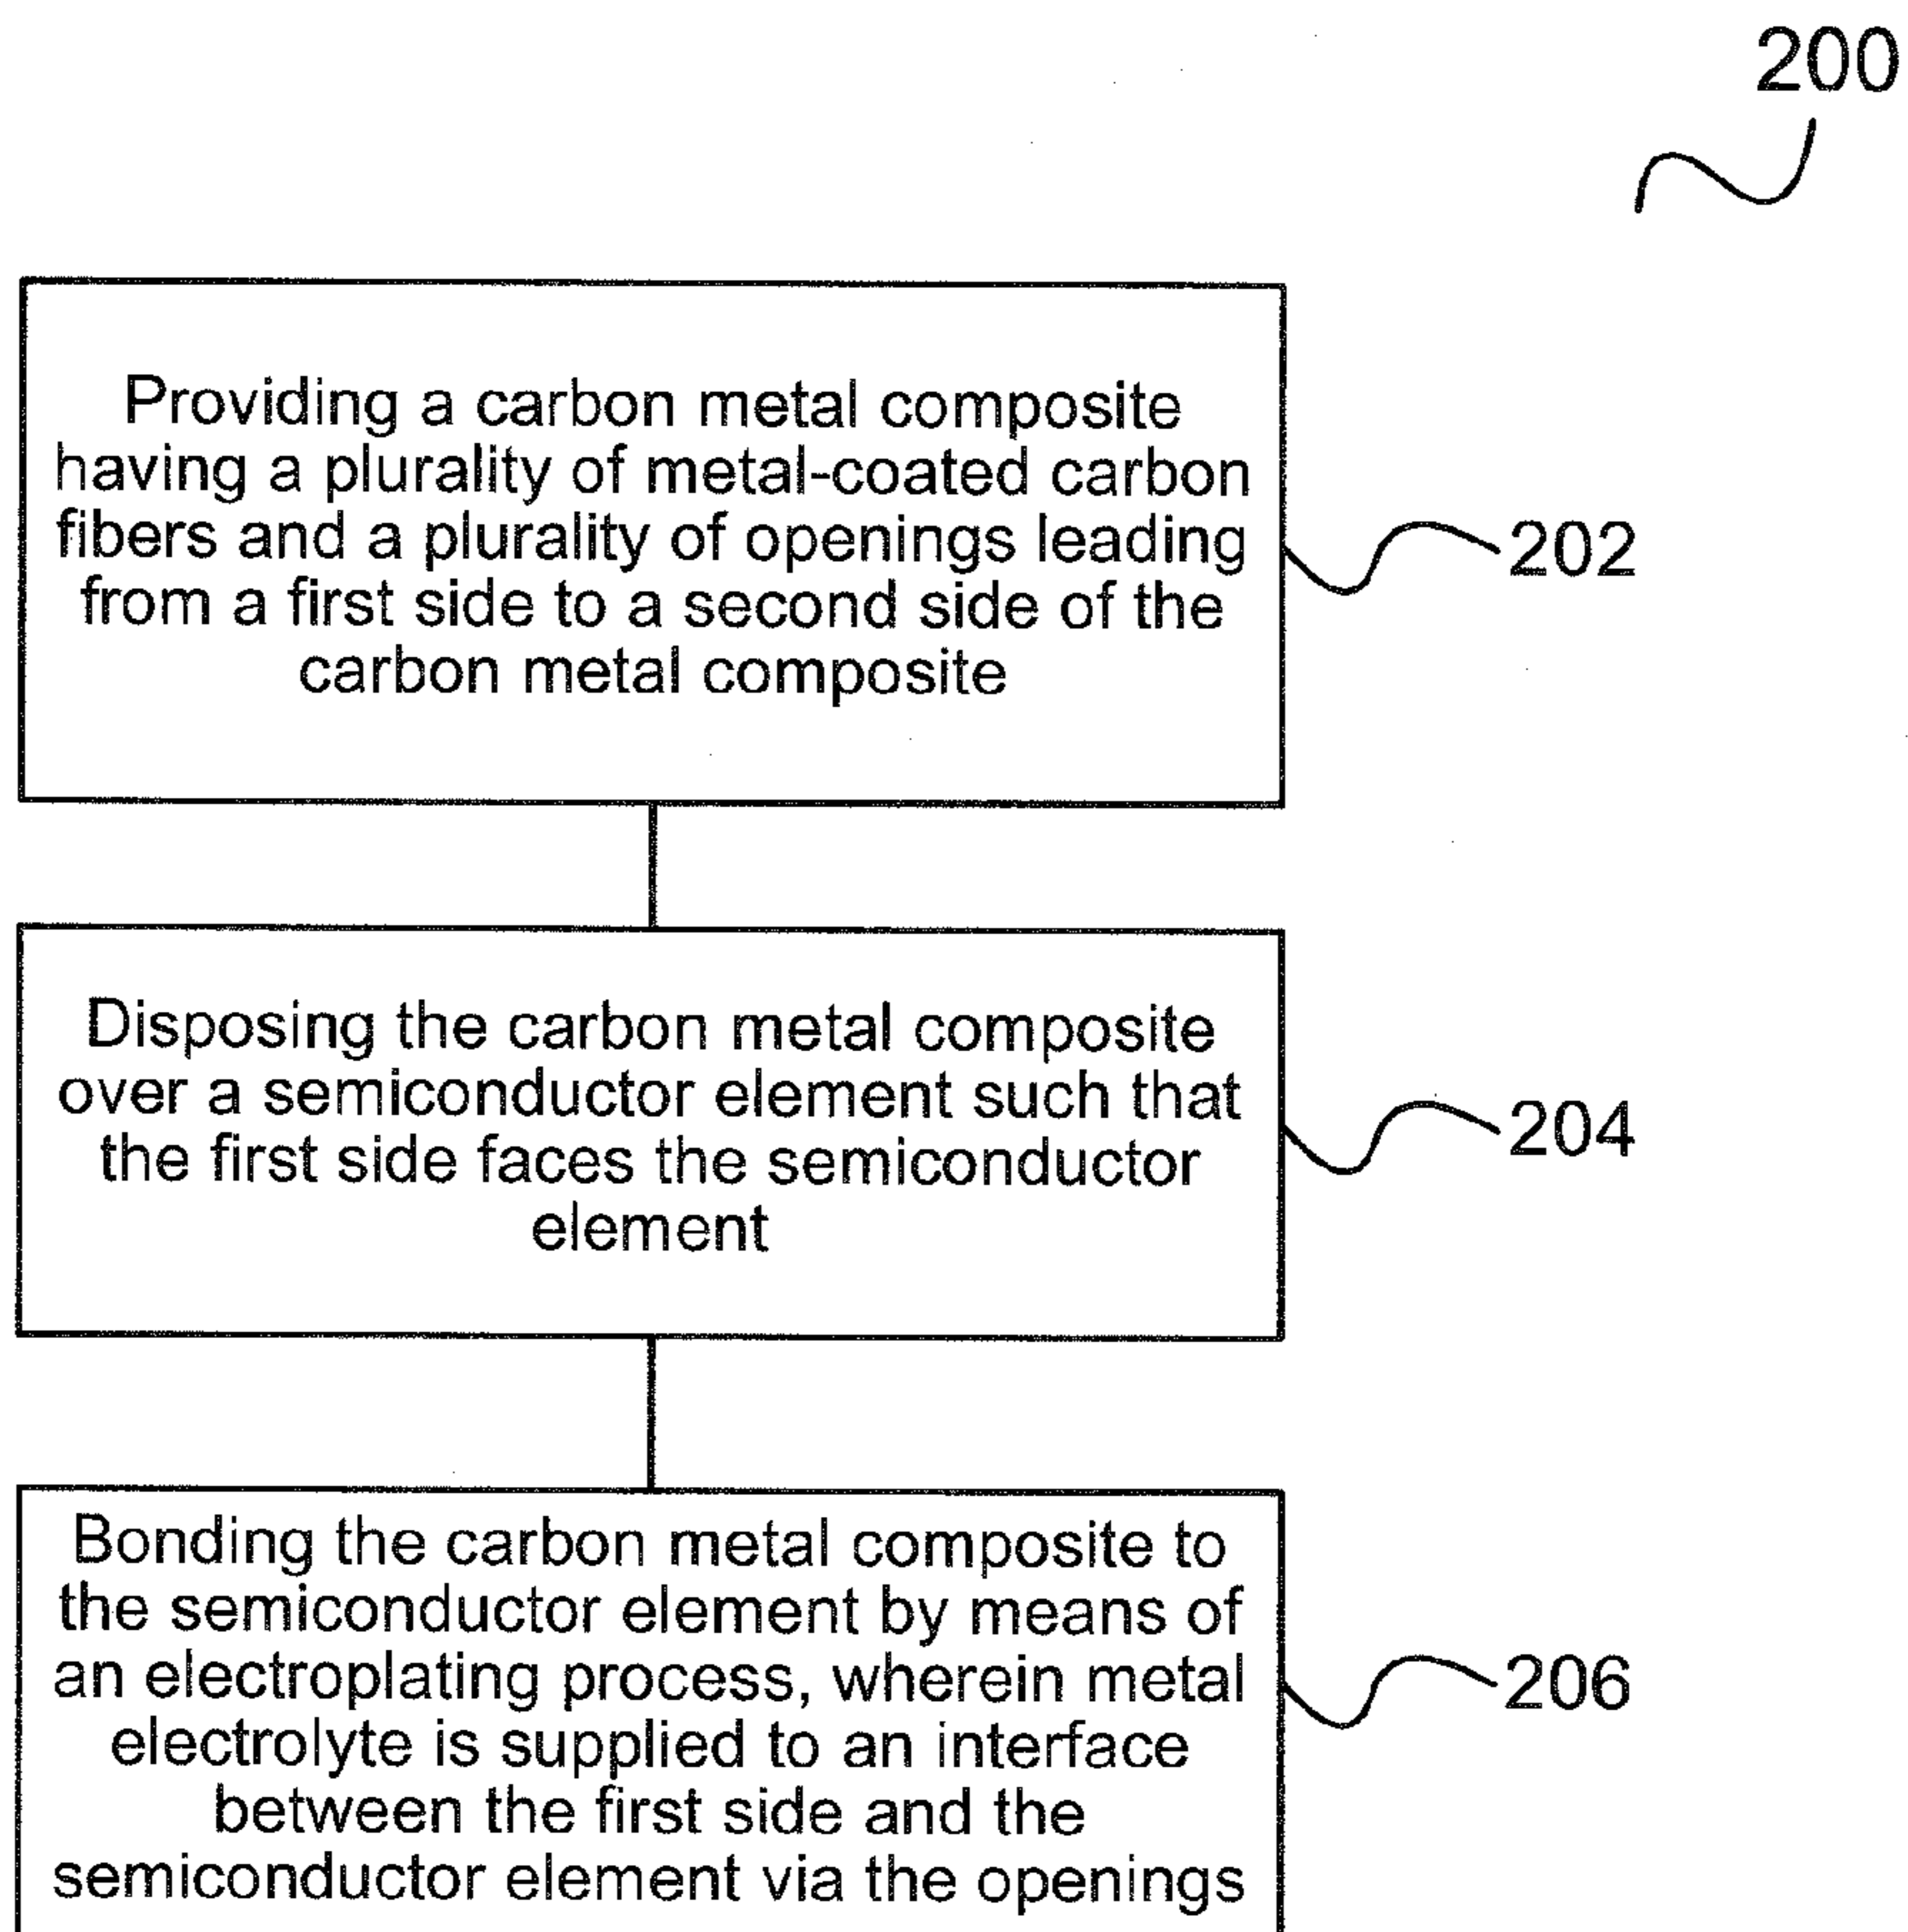 200
Providing a carbon metal composite
having a plurality of metal-coated carbon
fibers and a plurality of openings leading
from a first side to a second side of the
carbon metal composite
202
Disposing the carbon metal composite
over a semiconductor element such that
the first side faces the semiconductor
element
204
Bonding the carbon metal composite to
the semiconductor element by means of
an electroplating process, wherein metal
electrolyte is supplied to an interface
between the first side and the
semiconductor element via the openings
206